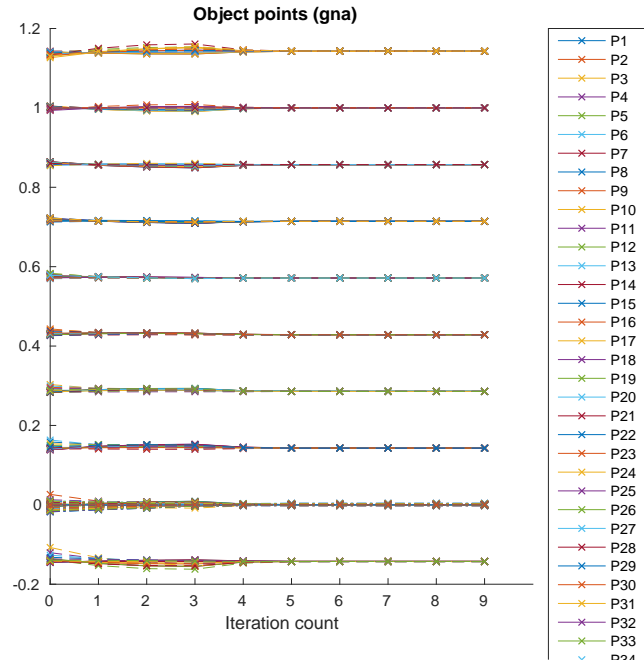 Object points (gna)
1.2
1
0.8
0.6
0.4
0.2
0
-0.2
0 1 2 3 4 5 6 7 8 9
Iteration count
P1
P2
P3
P4
P5
P6
P7
P8
P9
P10
P11
P12
P13
P14
P15
P16
P17
P18
P19
P20
P21
P22
P23
P24
P25
P26
P27
P28
P29
P30
P31
P32
P33
P34